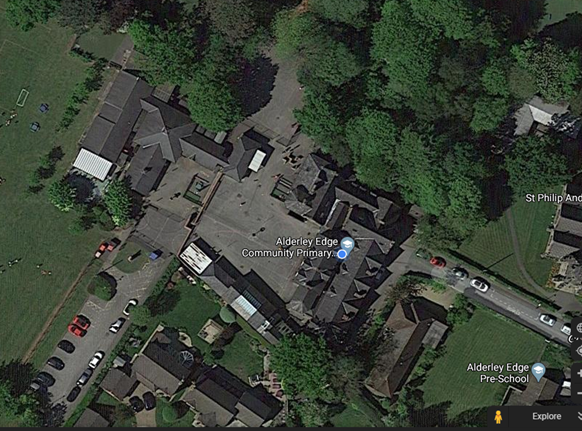 St Philip And
Alderley Edge
Community Primary...
Alderley Edge
Pre-School
Explore